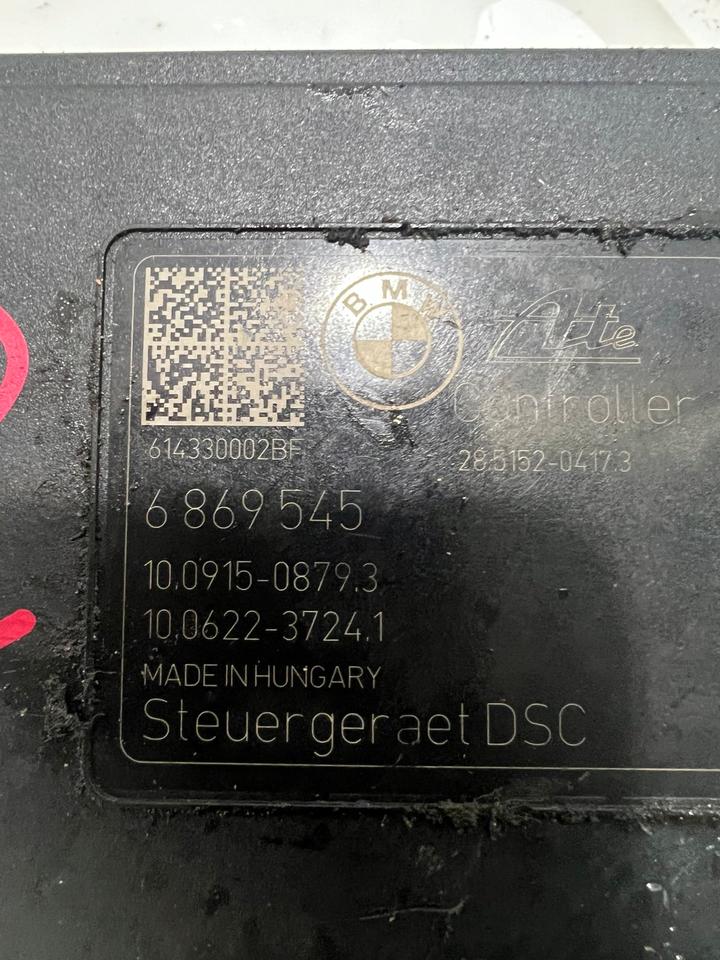 BMW
Ate
Controller
614330002BF
28.5152-0417.3
6 869 545
10.0915-0879.3
10.0622-3724.1
MADE IN HUNGARY
Steuergeraet DSC